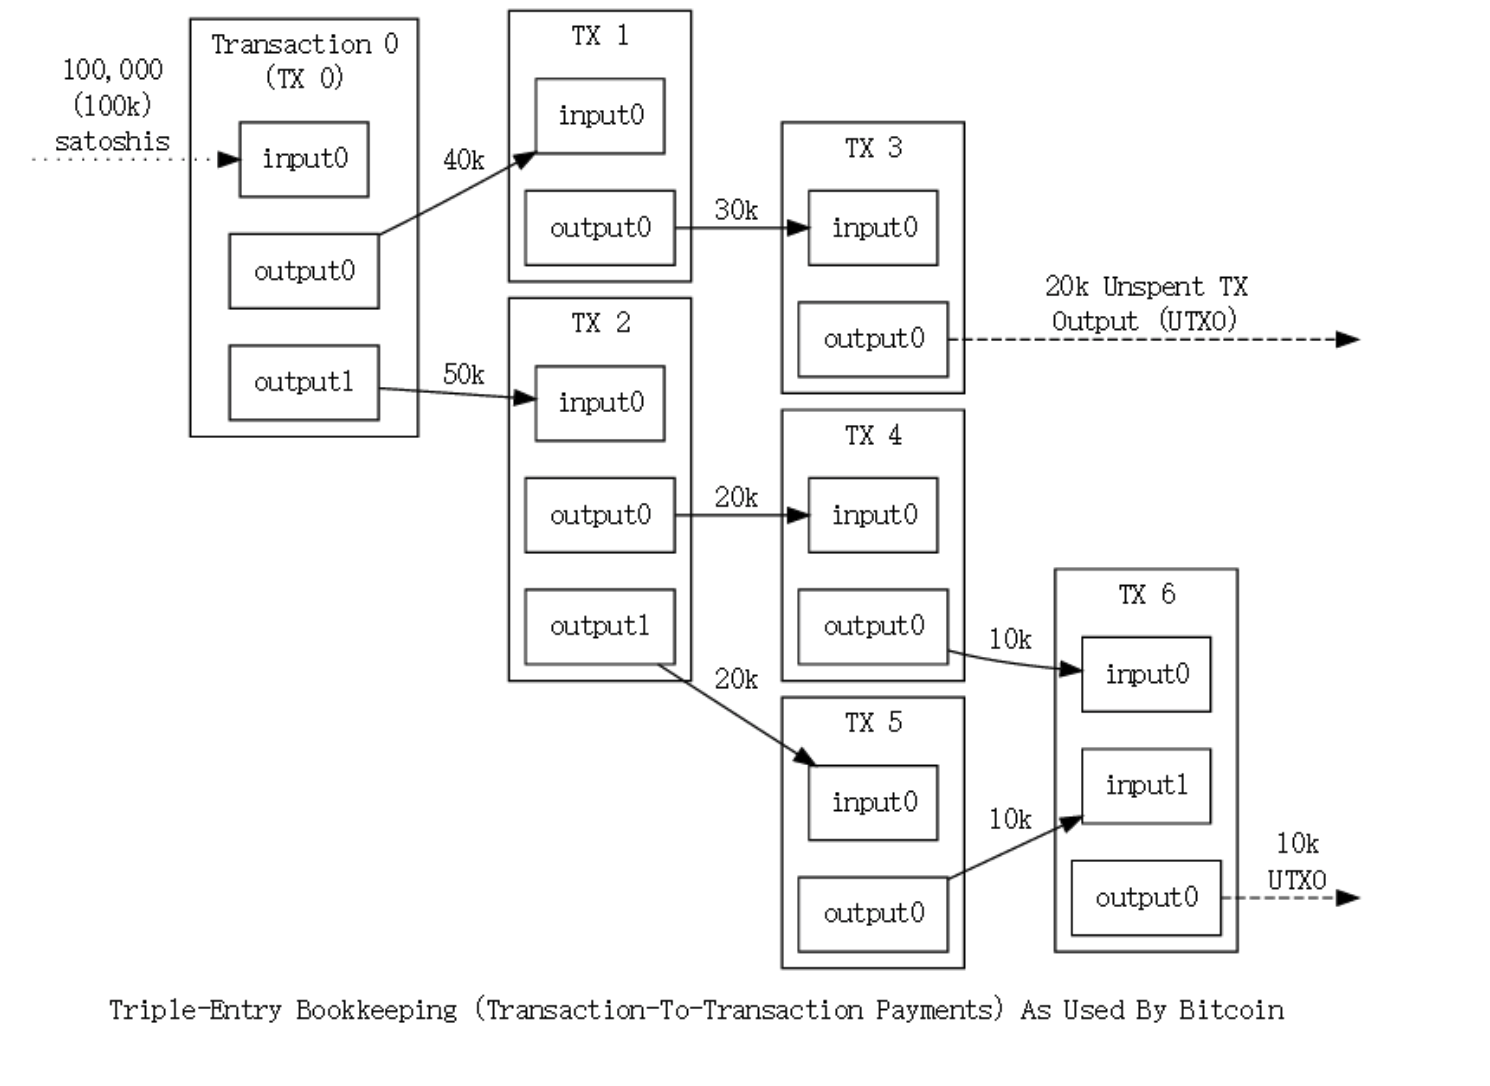 100,000
(100k)
satoshis
Transaction 0
(TX 0)
input0
output0
output1
40k
50k
TX 1
input0
output0
30k
TX 2
input0
output0
output1
20k
20k
TX 3
input0
output0
20k Unspent TX
Output (UTXO)
TX 4
input0
output0
10k
TX 5
input0
output0
10k
TX 6
input0
input1
output0
10k
UTXO
Triple-Entry Bookkeeping (Transaction-To-Transaction Payments) As Used By Bitcoin